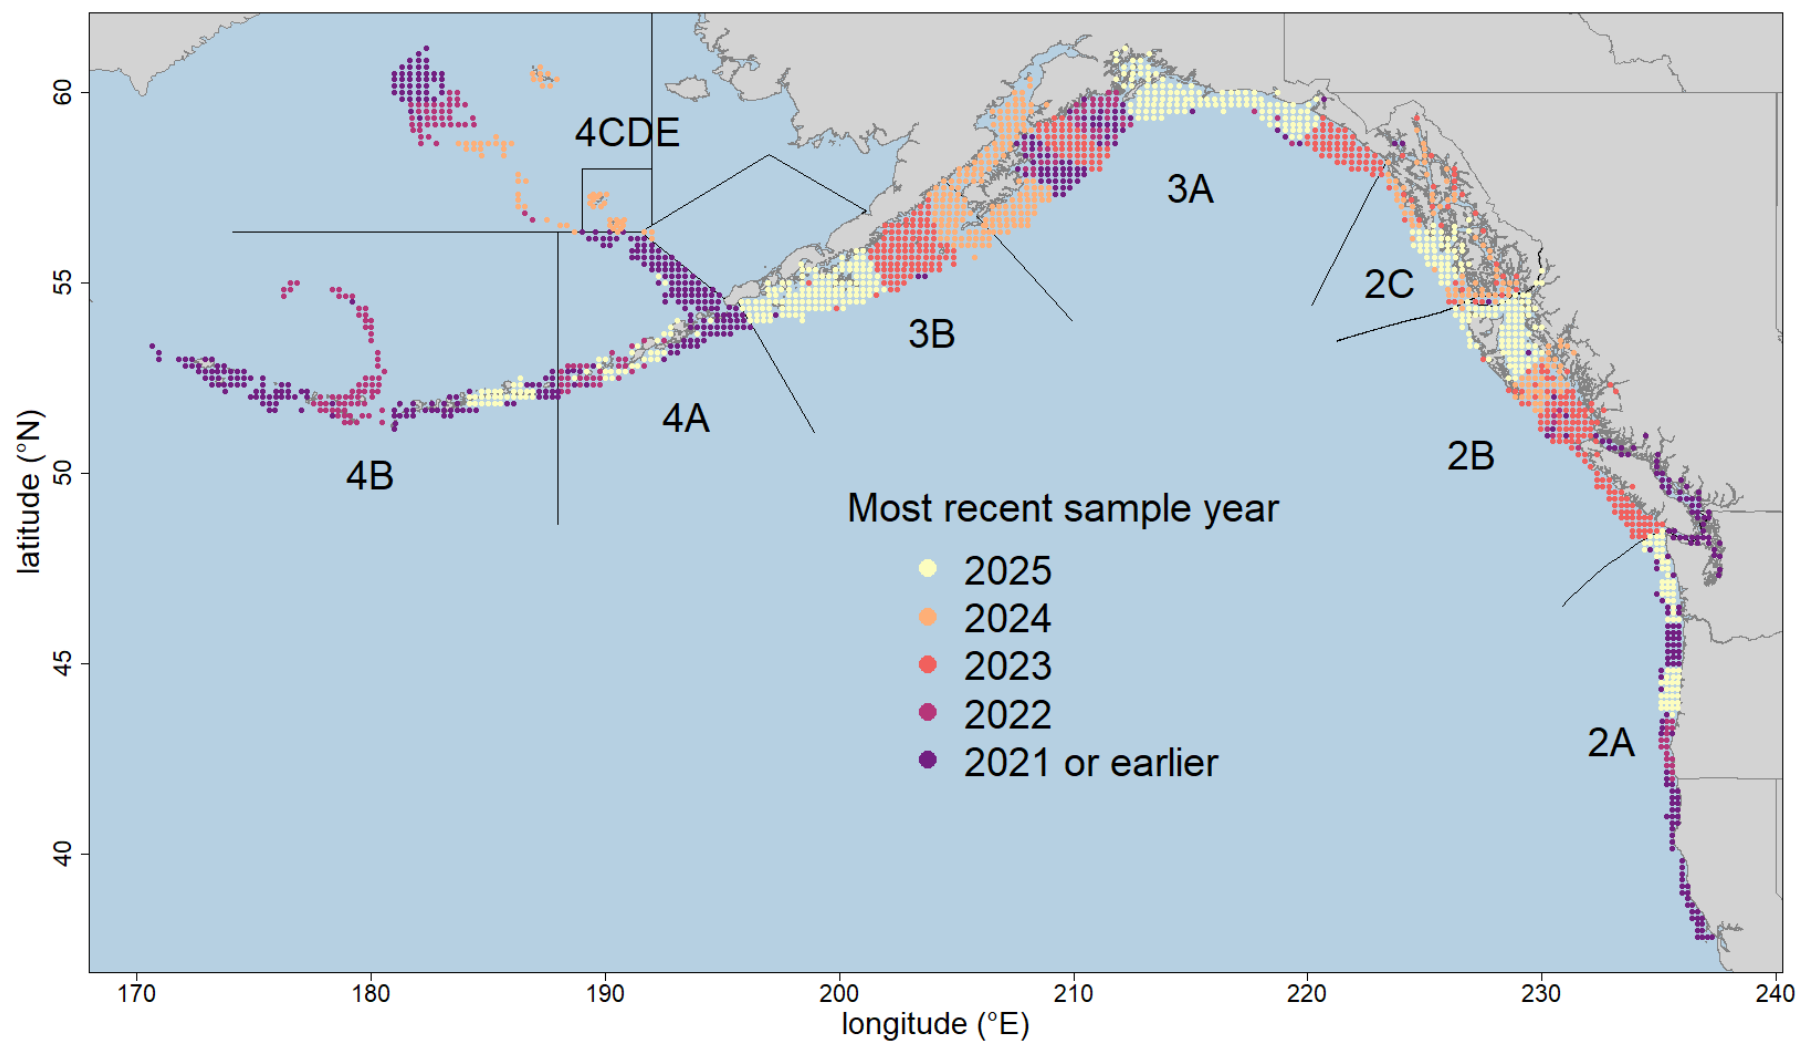 60
55
50
45
40
latitude (°N)
4CDE
3A
2C
3B
4A
2B
4B
2A
Most recent sample year
2025
2024
2023
2022
2021 or earlier
170
180
190
200
210
220
230
240
longitude (°E)